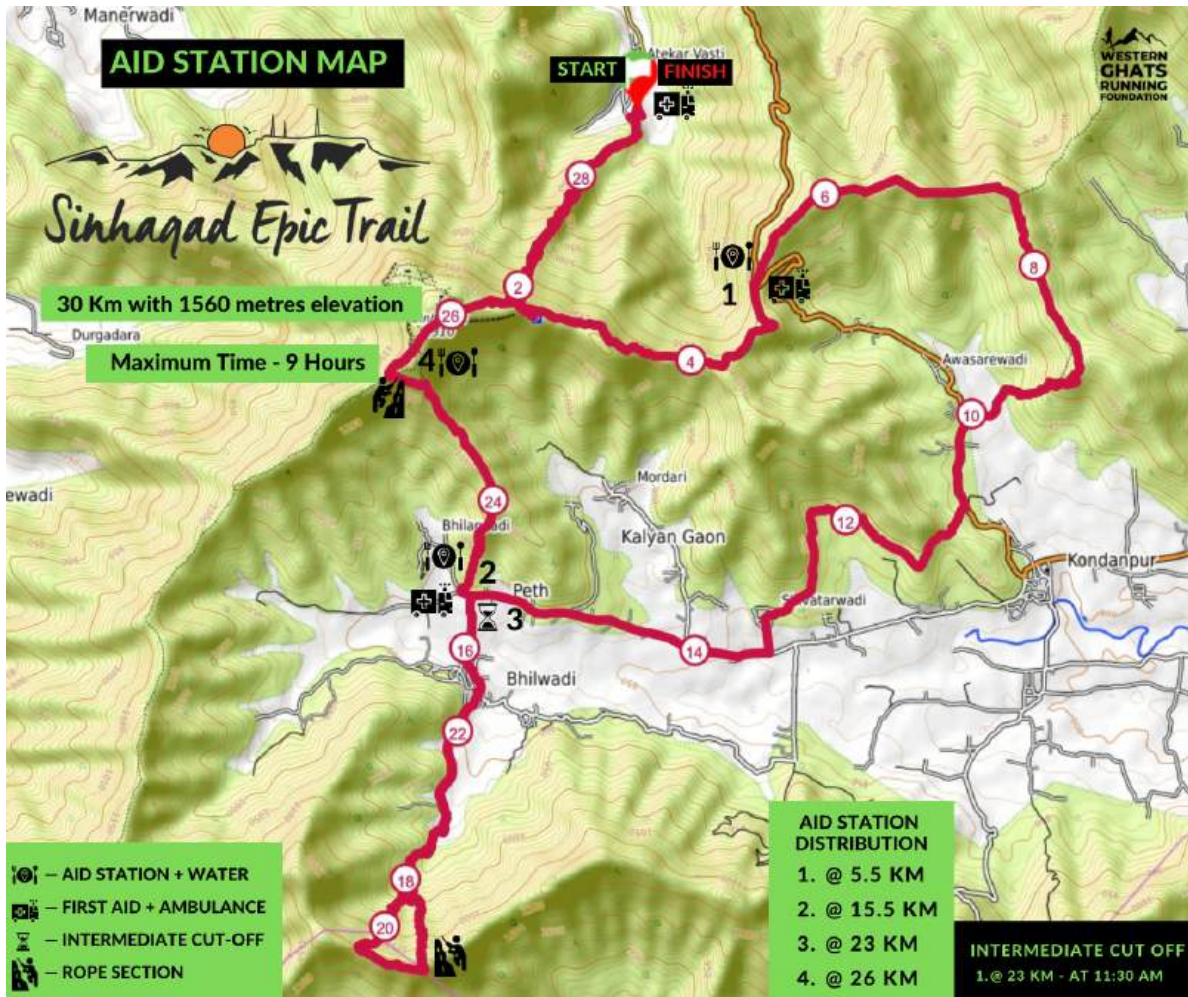 Manerwadi
AID STATION MAP
Atekar Vasti
START
FINISH
WESTERN
GHATS
RUNNING
FOUNDATION
Sinhagad Epic Trail
28
6
2
8
1
30 Km with 1560 metres elevation
26
Durgadara
Maximum Time - 9 Hours
4
4
Awasarewadi
10
ewadi
24
Mordari
12
Kalyan Gaon
Kondanpur
2
Peth
3
16
14
Bhilwadi
22
18
20
— AID STATION + WATER
— FIRST AID + AMBULANCE
— INTERMEDIATE CUT-OFF
— ROPE SECTION
AID STATION
DISTRIBUTION
1. @ 5.5 KM
2. @ 15.5 KM
3. @ 23 KM
4. @ 26 KM
INTERMEDIATE CUT OFF
1.@ 23 KM - AT 11:30 AM